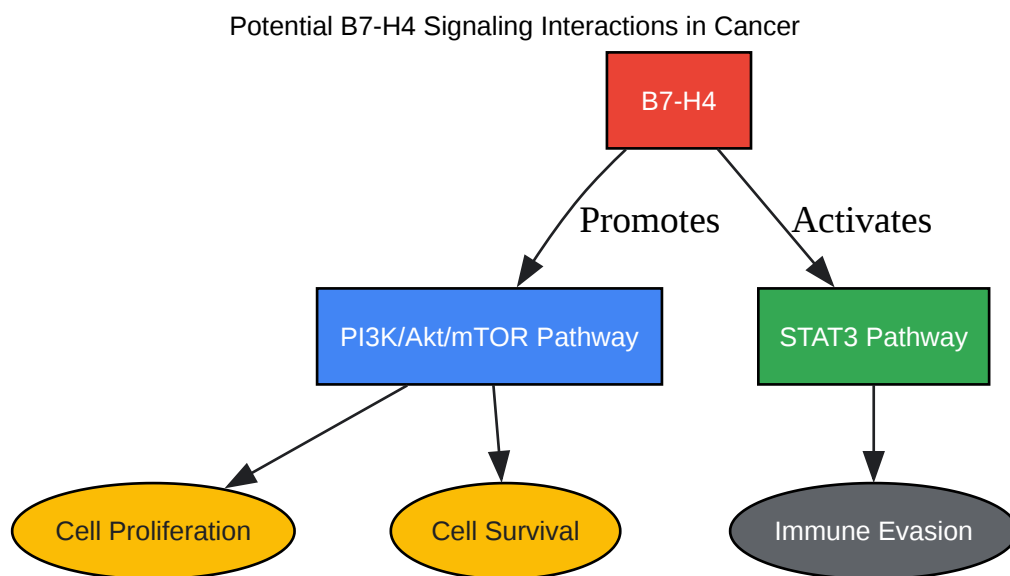 Potential B7-H4 Signaling Interactions in Cancer
B7-H4
Promotes
Activates
PI3K/Akt/mTOR Pathway
STAT3 Pathway
Cell Proliferation
Cell Survival
Immune Evasion